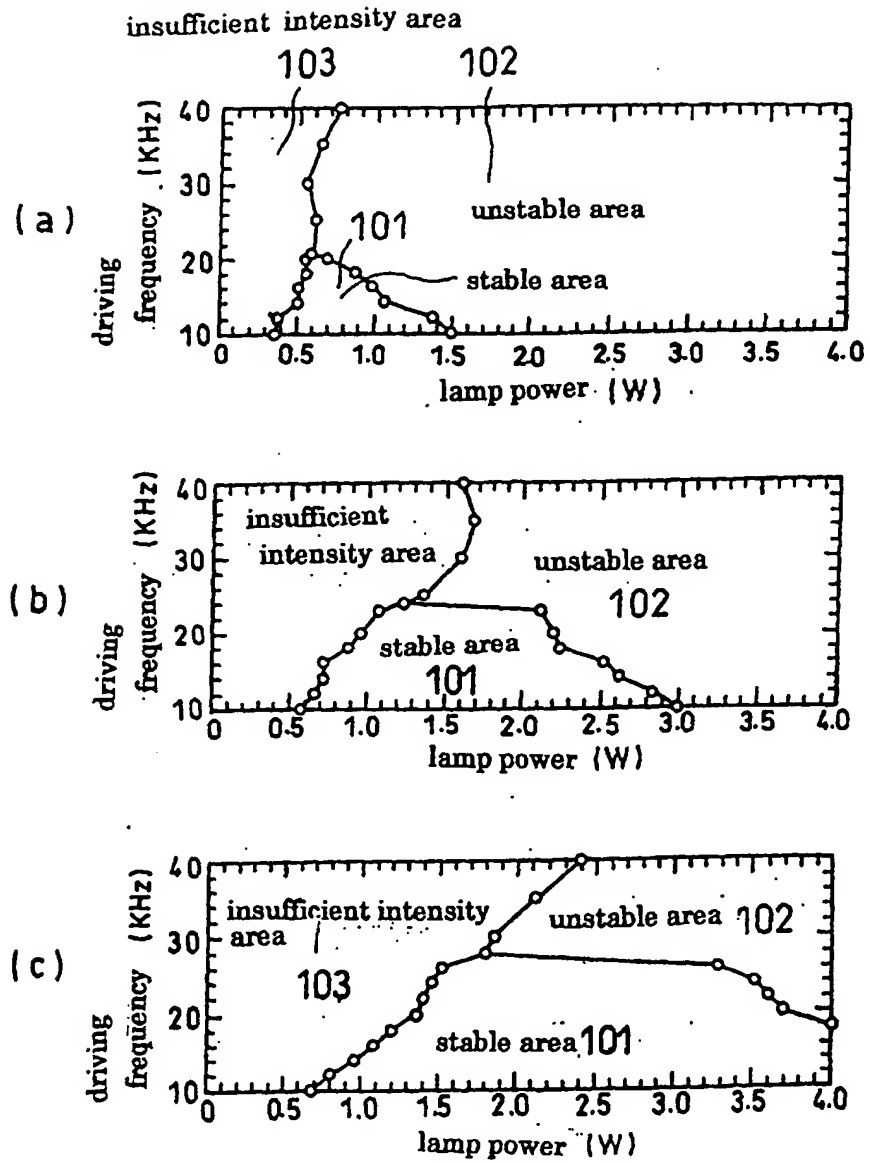 insufficient intensity area
103
102
(a)
driving
frequency (KHz)
40
30
20
10
unstable area
101
stable area
0
0.5
1.0
1.5
2.0
2.5
3.0
3.5
4.0
lamp power (W)
(b)
driving
frequency (KHz)
40
30
20
10
insufficient
intensity area
unstable area
102
stable area
101
0
0.5
1.0
1.5
2.0
2.5
3.0
3.5
4.0
lamp power (W)
(c)
driving
frequency (KHz)
40
30
20
10
insufficient intensity
area
103
unstable area 102
stable area 101
0
0.5
1.0
1.5
2.0
2.5
3.0
3.5
4.0
lamp power (W)